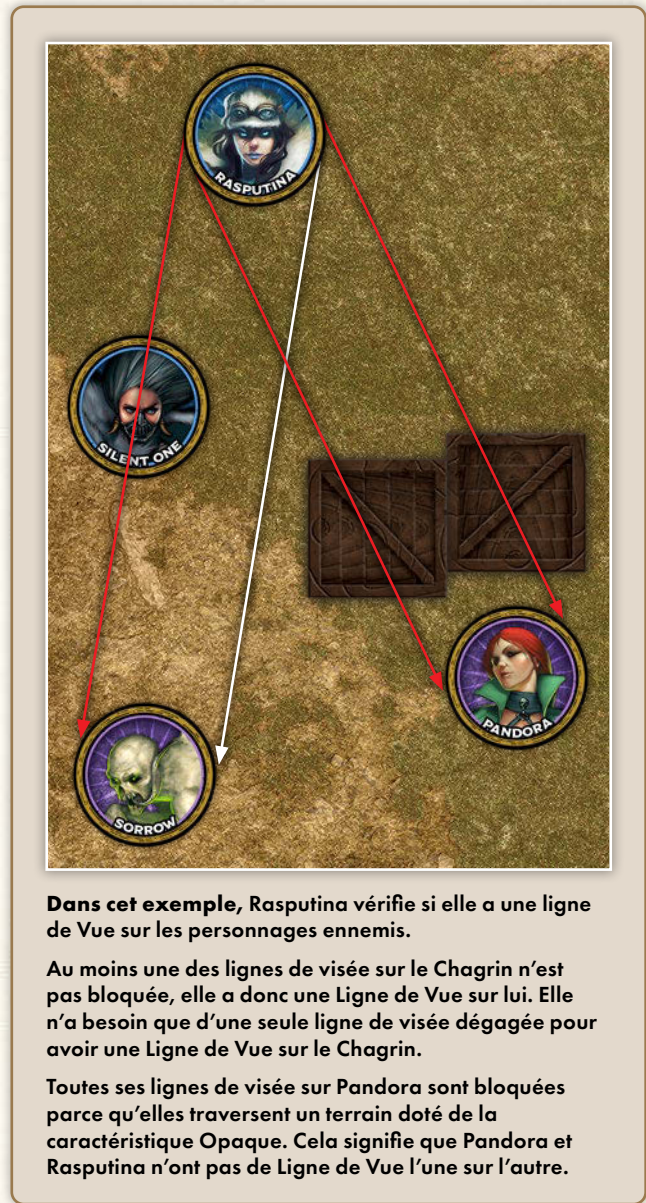 RASPUTINA
SILENT ONE
PANDORA
SORROW
Dans cet exemple, Rasputina vérifie si elle a une ligne
de Vue sur les personnages ennemis.
Au moins une des lignes de visée sur le Chagrin n’est
pas bloquée, elle a donc une Ligne de Vue sur lui. Elle
n’a besoin que d’une seule ligne de visée dégagée pour
avoir une Ligne de Vue sur le Chagrin.
Toutes ses lignes de visée sur Pandora sont bloquées
parce qu’elles traversent un terrain doté de la
caractéristique Opaque. Cela signifie que Pandora et
Rasputina n’ont pas de Ligne de Vue l’une sur l’autre.